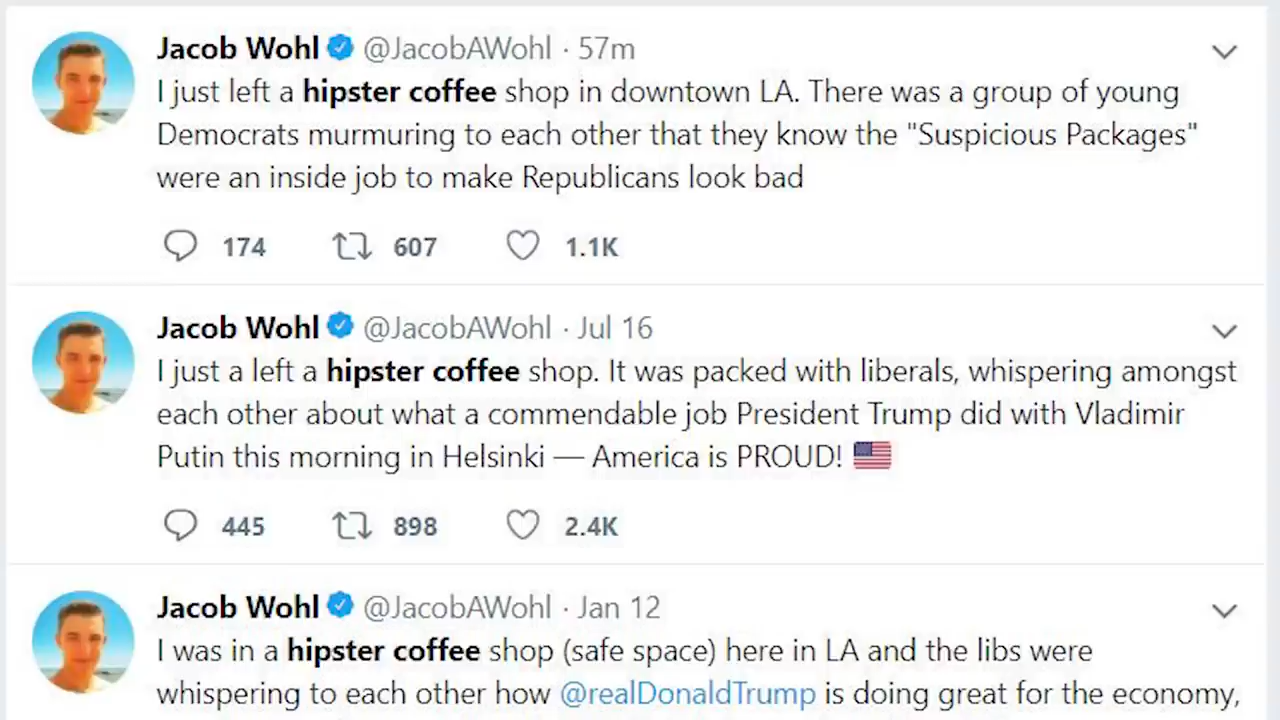 Jacob Wohl @JacobAWohl · 57m
I just left a hipster coffee shop in downtown LA. There was a group of young
Democrats murmuring to each other that they know the "Suspicious Packages"
were an inside job to make Republicans look bad
174 607 1.1K
Jacob Wohl @JacobAWohl · Jul 16
I just a left a hipster coffee shop. It was packed with liberals, whispering amongst
each other about what a commendable job President Trump did with Vladimir
Putin this morning in Helsinki — America is PROUD! 🇺🇸
445 898 2.4K
Jacob Wohl @JacobAWohl · Jan 12
I was in a hipster coffee shop (safe space) here in LA and the libs were
whispering to each other how @realDonaldTrump is doing great for the economy,